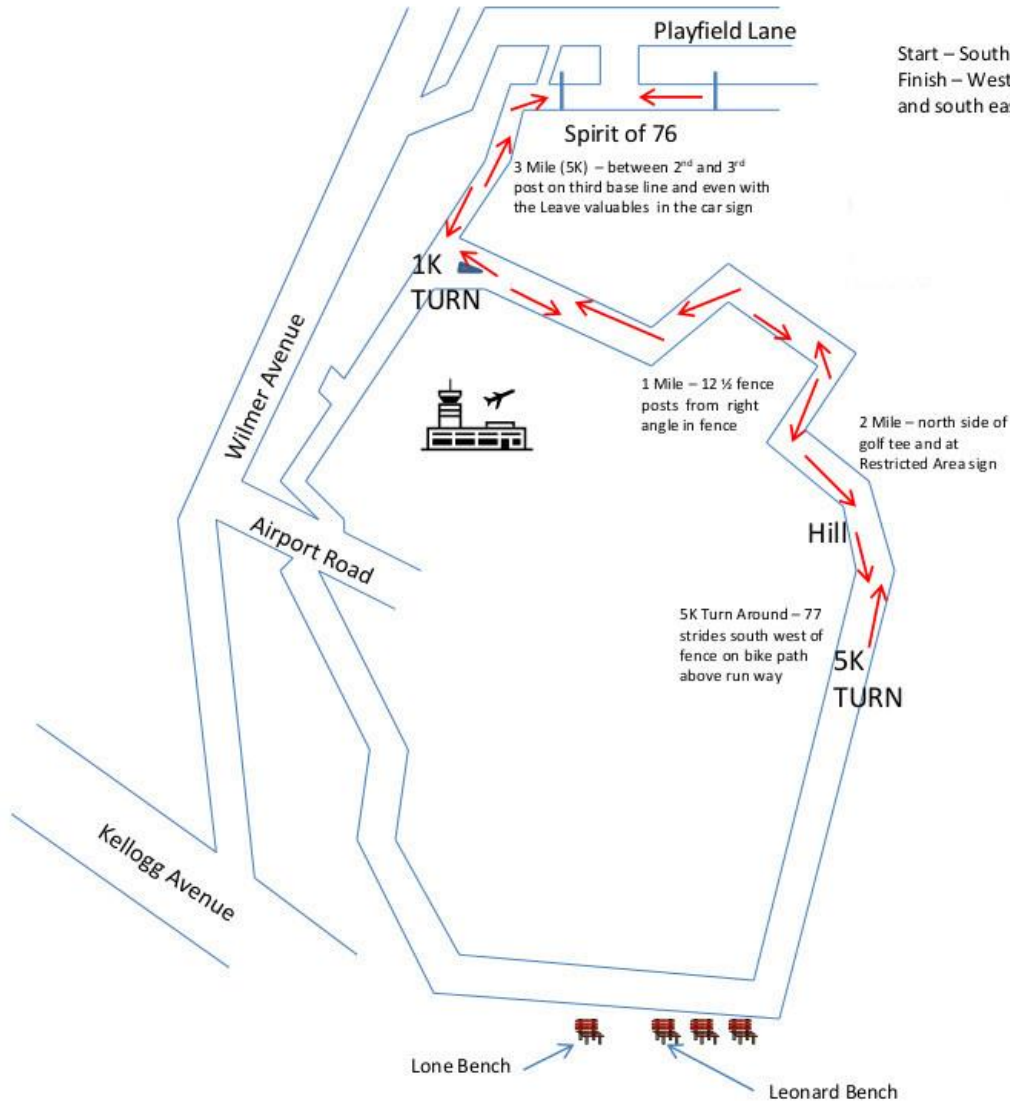 Playfield Lane
Start – South
Finish – West
and south eas
Spirit of 76
3 Mile (5K) – between 2nd and 3rd
post on third base line and even with
the Leave valuables in the car sign
1K
TURN
Wilmer Avenue
1 Mile – 12 ½ fence
posts from right
angle in fence
2 Mile – north side of
golf tee and at
Restricted Area sign
Hill
Airport Road
5K Turn Around – 77
strides south west of
fence on bike path
above run way
5K
TURN
Kellogg Avenue
Lone Bench
Leonard Bench